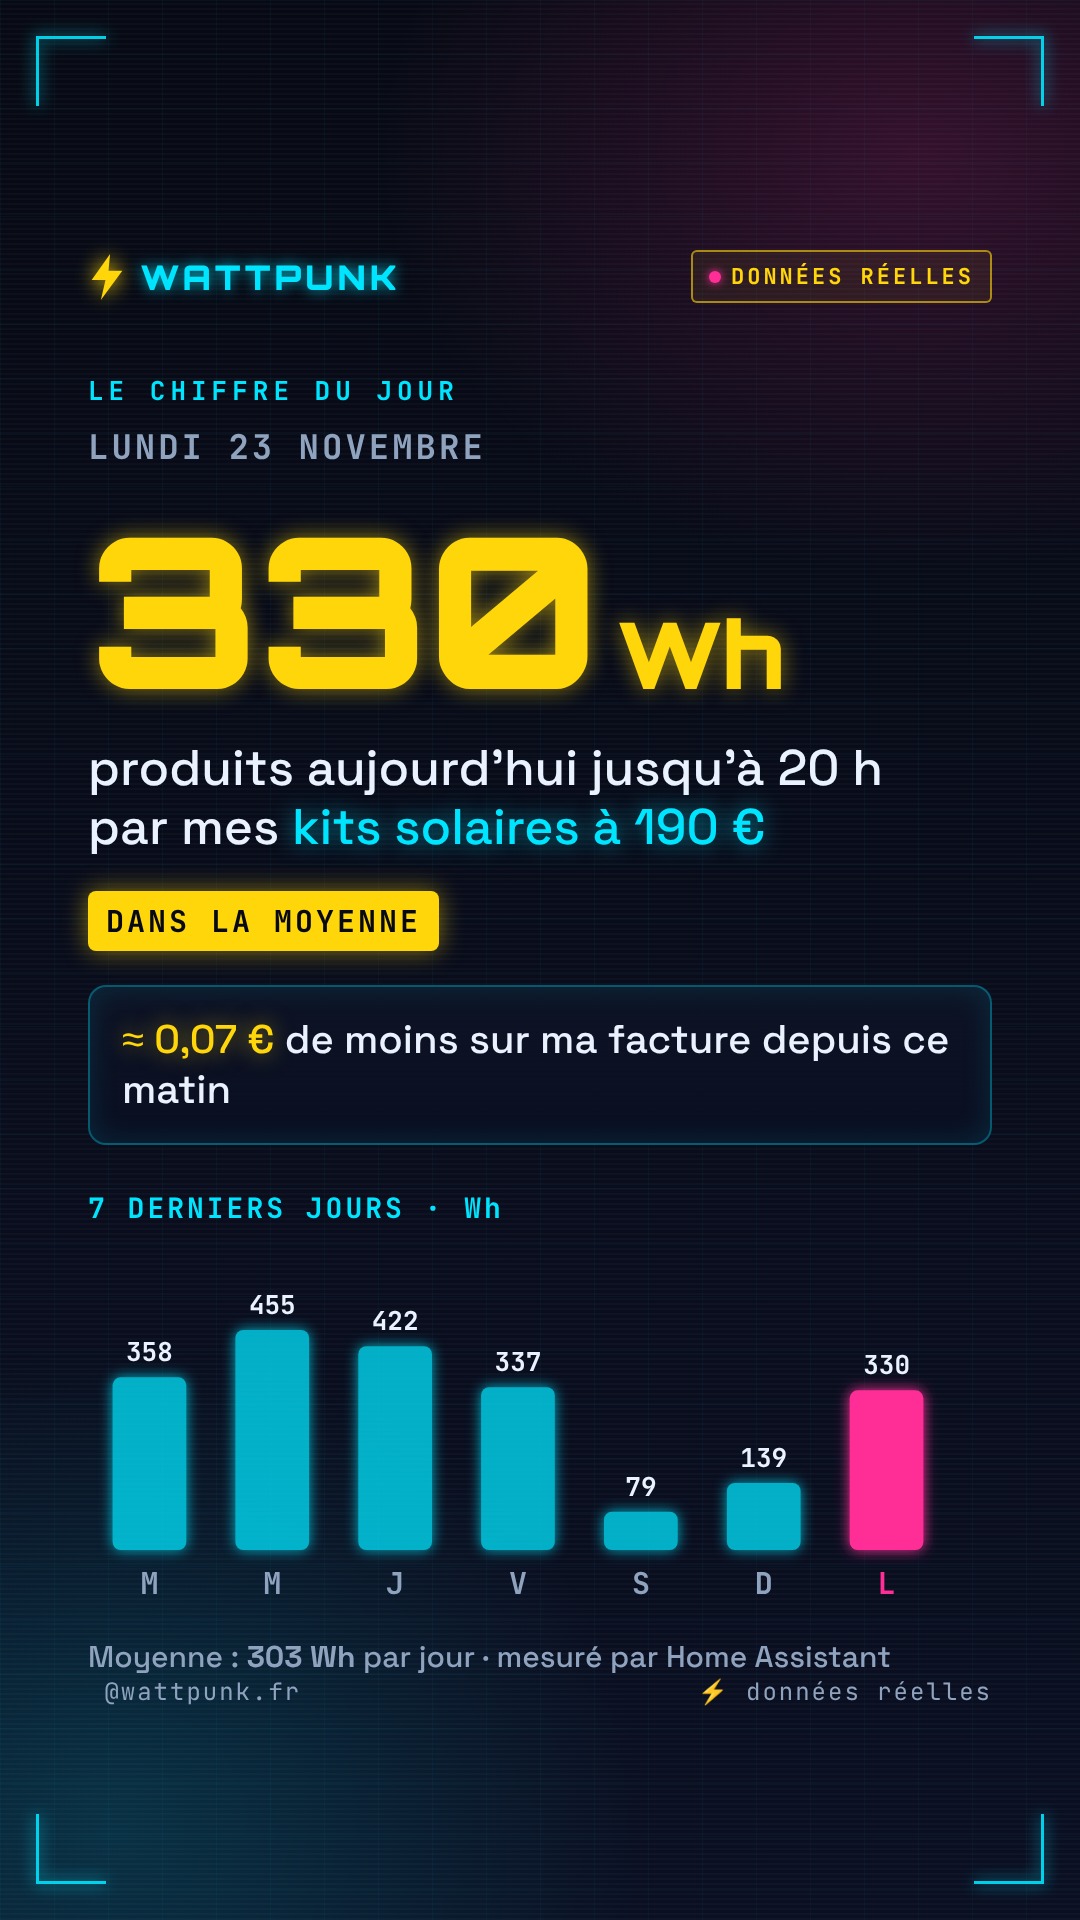 ⚡ WATTPUNK
DONNÉES RÉELLES
LE CHIFFRE DU JOUR
LUNDI 23 NOVEMBRE
330 Wh
produits aujourd’hui jusqu’à 20 h
par mes kits solaires à 190 €
DANS LA MOYENNE
≈ 0,07 € de moins sur ma facture depuis ce
matin
7 DERNIERS JOURS · Wh
358 455 422 337 79 139 330
M M J V S D L
Moyenne : 303 Wh par jour · mesuré par Home Assistant
@wattpunk.fr ⚡ données réelles